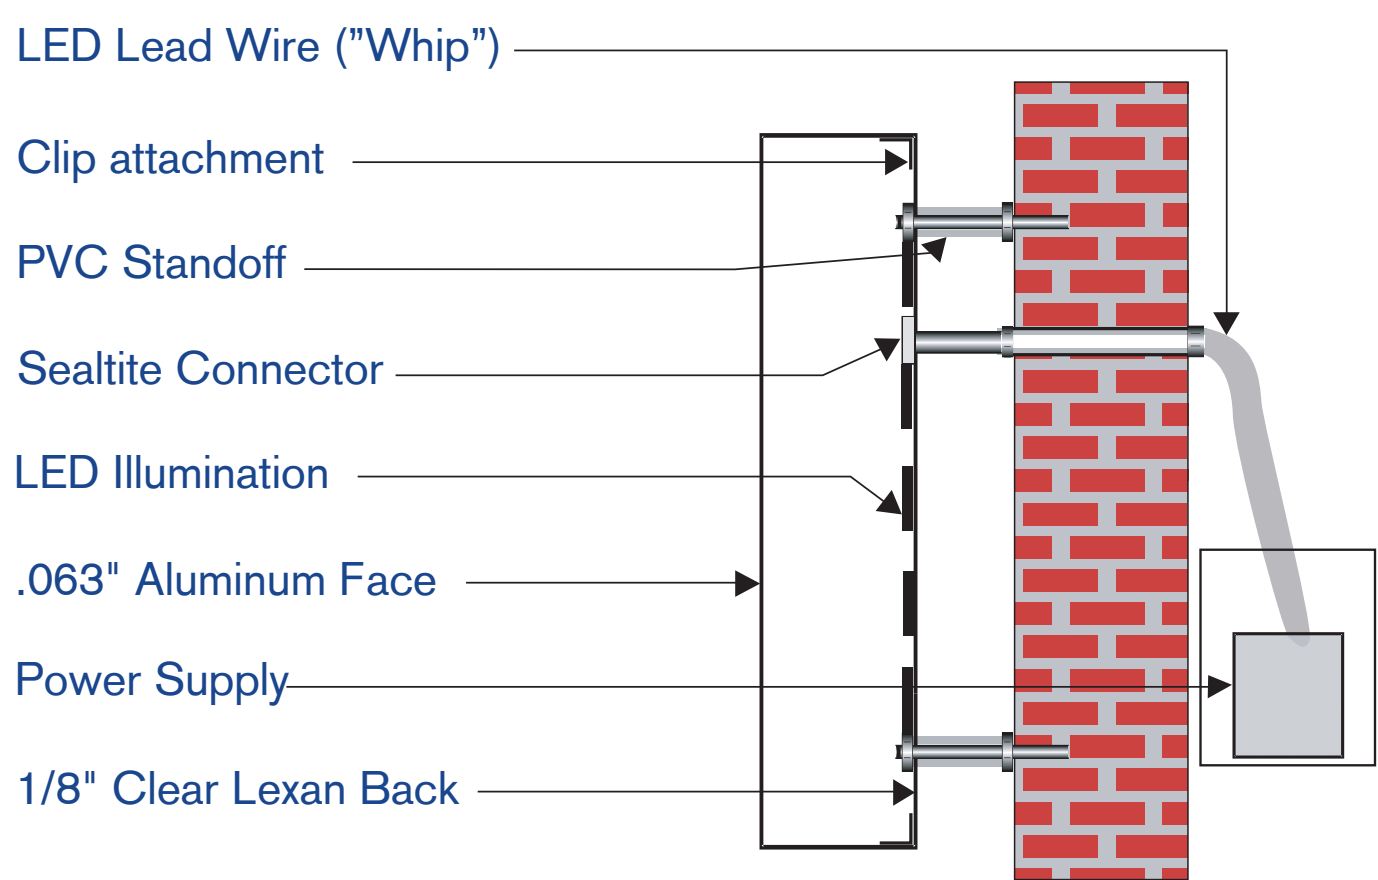 LED Lead Wire (”Whip”)
Clip attachment
PVC Standoff
Sealtite Connector
LED Illumination
.063" Aluminum Face
Power Supply
1/8" Clear Lexan Back